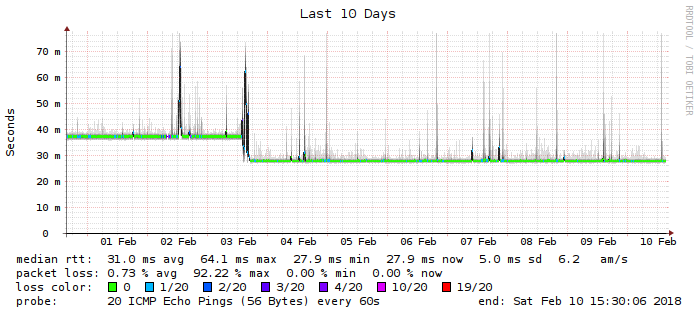 Last 10 Days
RRDTOOL / TOBI OETIKER
Seconds
70 m
60 m
50 m
40 m
30 m
20 m
10 m
0
01 Feb 02 Feb 03 Feb 04 Feb 05 Feb 06 Feb 07 Feb 08 Feb 09 Feb 10 Feb
median rtt: 31.0 ms avg 64.1 ms max 27.9 ms min 27.9 ms now 5.0 ms sd 6.2 am/s
packet loss: 0.73 % avg 92.22 % max 0.00 % min 0.00 % now
loss color: 0 1/20 2/20 3/20 4/20 10/20 19/20
probe: 20 ICMP Echo Pings (56 Bytes) every 60s end: Sat Feb 10 15:30:06 2018